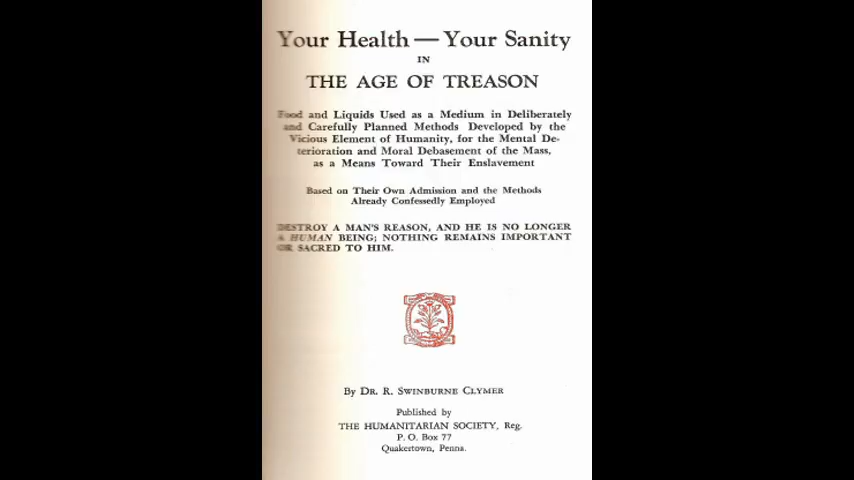 Your Health — Your Sanity
IN
THE AGE OF TREASON
Food and Liquids Used as a Medium in Deliberately
and Carefully Planned Methods Developed by the
Vicious Element of Humanity, for the Mental De-
terioration and Moral Debasement of the Mass,
as a Means Toward Their Enslavement
Based on Their Own Admission and the Methods
Already Confessedly Employed
DESTROY A MAN'S REASON, AND HE IS NO LONGER
A HUMAN BEING; NOTHING REMAINS IMPORTANT
OR SACRED TO HIM.
By DR. R. SWINBURNE CLYMER
Published by
THE HUMANITARIAN SOCIETY, Reg.
P. O. Box 77
Quakertown, Penna.